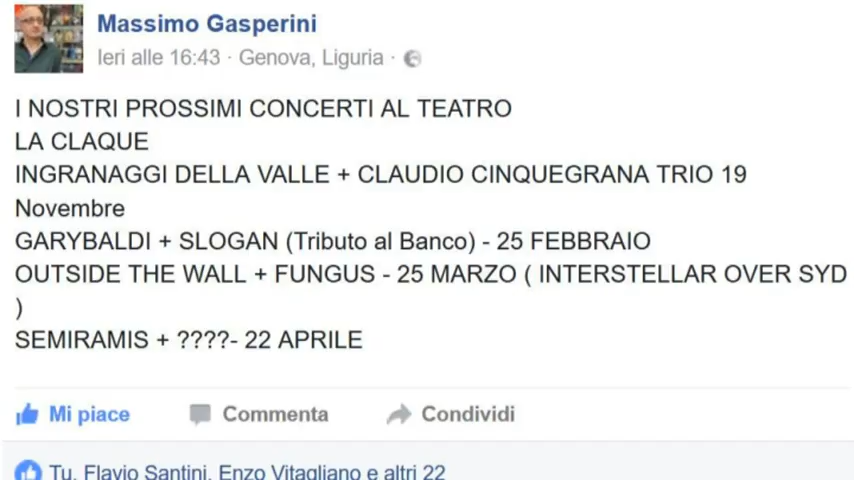 Massimo Gasperini
Ieri alle 16:43 · Genova, Liguria ·
I NOSTRI PROSSIMI CONCERTI AL TEATRO
LA CLAQUE
INGRANAGGI DELLA VALLE + CLAUDIO CINQUEGRANA TRIO 19
Novembre
GARYBALDI + SLOGAN (Tributo al Banco) - 25 FEBBRAIO
OUTSIDE THE WALL + FUNGUS - 25 MARZO ( INTERSTELLAR OVER SYD
)
SEMIRAMIS + ????- 22 APRILE
Mi piace Commenta Condividi
Tu, Flavio Santini, Enzo Vitagliano e altri 22